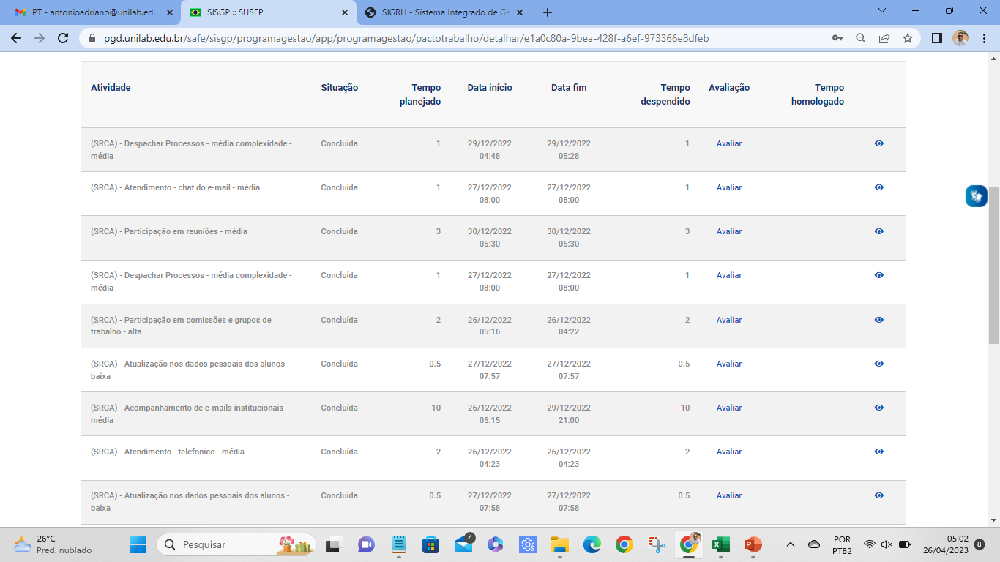 PT - antonioadriano@unilab.edu.
SISGP :: SUSEP
SIGRH - Sistema Integrado de Ge
pgd.unilab.edu.br/safe/sisgp/programagestao/app/programagestao/pactotrabalho/detalhar/e1a0c80a-9bea-428f-a6ef-973366e8dfeb
Atividade Situação Tempo planejado Data início Data fim Tempo despendido Avaliação Tempo homologado
(SRCA) - Despachar Processos - média complexidade - Concluída 1 29/12/2022 29/12/2022 1 Avaliar
média 04:48 05:28
(SRCA) - Atendimento - chat do e-mail - média Concluída 1 27/12/2022 27/12/2022 1 Avaliar
08:00 08:00
(SRCA) - Participação em reuniões - média Concluída 3 30/12/2022 30/12/2022 3 Avaliar
05:30 05:30
(SRCA) - Despachar Processos - média complexidade - Concluída 1 27/12/2022 27/12/2022 1 Avaliar
média 08:00 08:00
(SRCA) - Participação em comissões e grupos de Concluída 2 26/12/2022 26/12/2022 2 Avaliar
trabalho - alta 05:16 04:22
(SRCA) - Atualização nos dados pessoais dos alunos - Concluída 0.5 27/12/2022 27/12/2022 0.5 Avaliar
baixa 07:57 07:57
(SRCA) - Acompanhamento de e-mails institucionais - Concluída 10 26/12/2022 29/12/2022 10 Avaliar
média 05:15 21:00
(SRCA) - Atendimento - telefonico - média Concluída 2 26/12/2022 26/12/2022 2 Avaliar
04:23 04:23
(SRCA) - Atualização nos dados pessoais dos alunos - Concluída 0.5 27/12/2022 27/12/2022 0.5 Avaliar
baixa 07:58 07:58
26°C
Pred. nublado
Pesquisar
4
POR
PTB2
05:02
26/04/2023
8